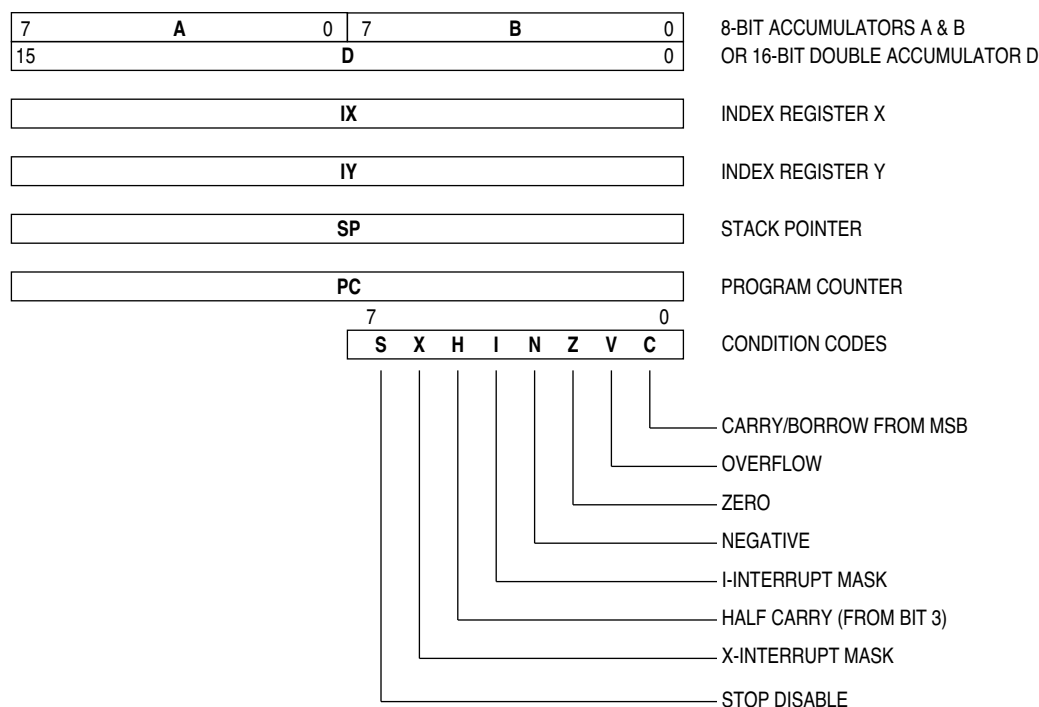 7 A 0 7 B 0 8-BIT ACCUMULATORS A & B
15 D 0 OR 16-BIT DOUBLE ACCUMULATOR D
IX INDEX REGISTER X
IY INDEX REGISTER Y
SP STACK POINTER
PC PROGRAM COUNTER
7 0
S X H I N Z V C CONDITION CODES
CARRY/BORROW FROM MSB
OVERFLOW
ZERO
NEGATIVE
I-INTERRUPT MASK
HALF CARRY (FROM BIT 3)
X-INTERRUPT MASK
STOP DISABLE